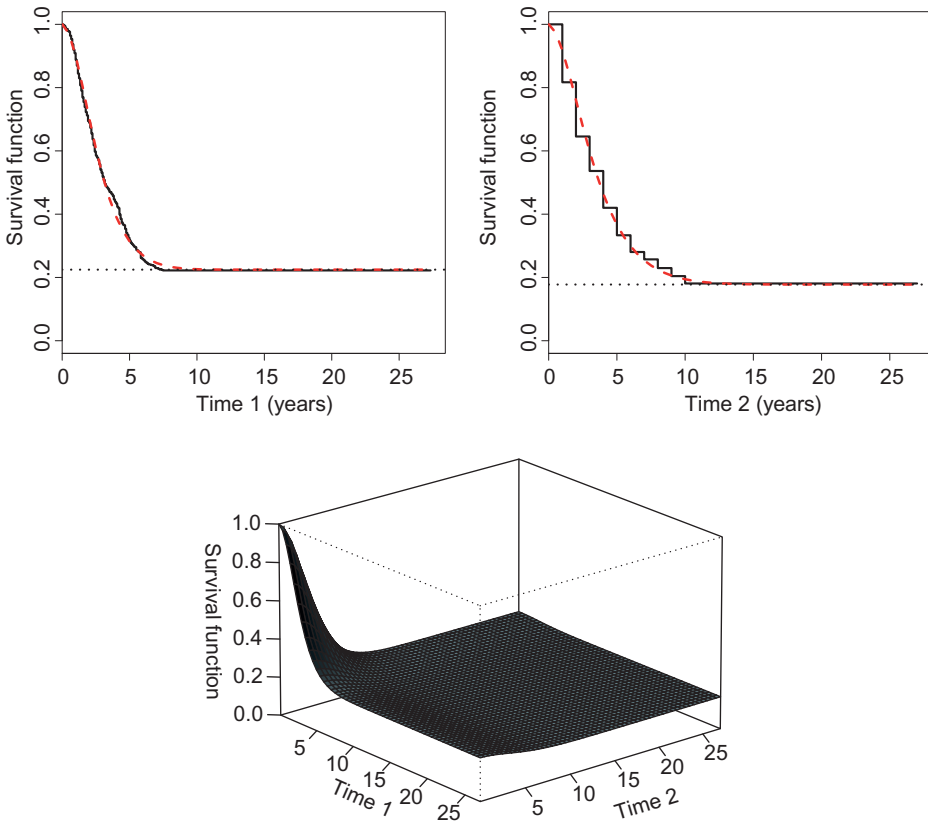 Survival function
0.0 0.2 0.4 0.6 0.8 1.0
0 5 10 15 20 25
Time 1 (years)
Survival function
0.0 0.2 0.4 0.6 0.8 1.0
0 5 10 15 20 25
Time 2 (years)
Survival function
1.0
0.8
0.6
0.4
0.2
0.0
5 10 15 20 25
Time 1
5 10 15 20 25
Time 2